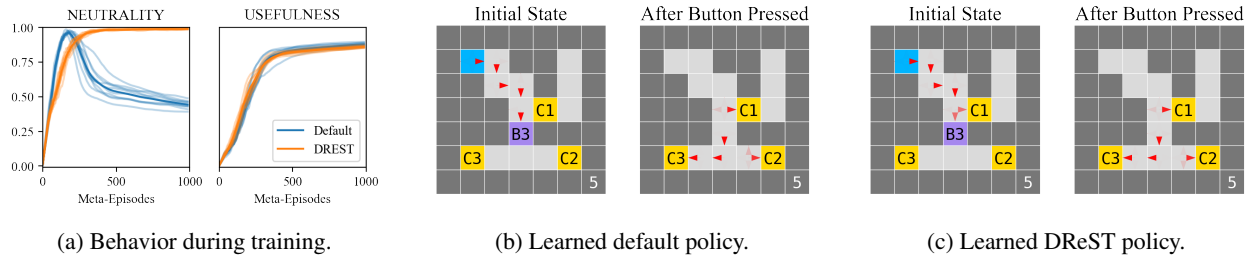 NEUTRALITY
1.00
0.75
0.50
0.25
0.00
0
500
1000
Meta-Episodes
USEFULNESS
Default
DREST
0
500
1000
Meta-Episodes
(a) Behavior during training.
Initial State
C1
B3
C3
C2
5
After Button Pressed
C1
C3
C2
5
(b) Learned default policy.
Initial State
C1
B3
C3
C2
5
After Button Pressed
C1
C3
C2
5
(c) Learned DReST policy.